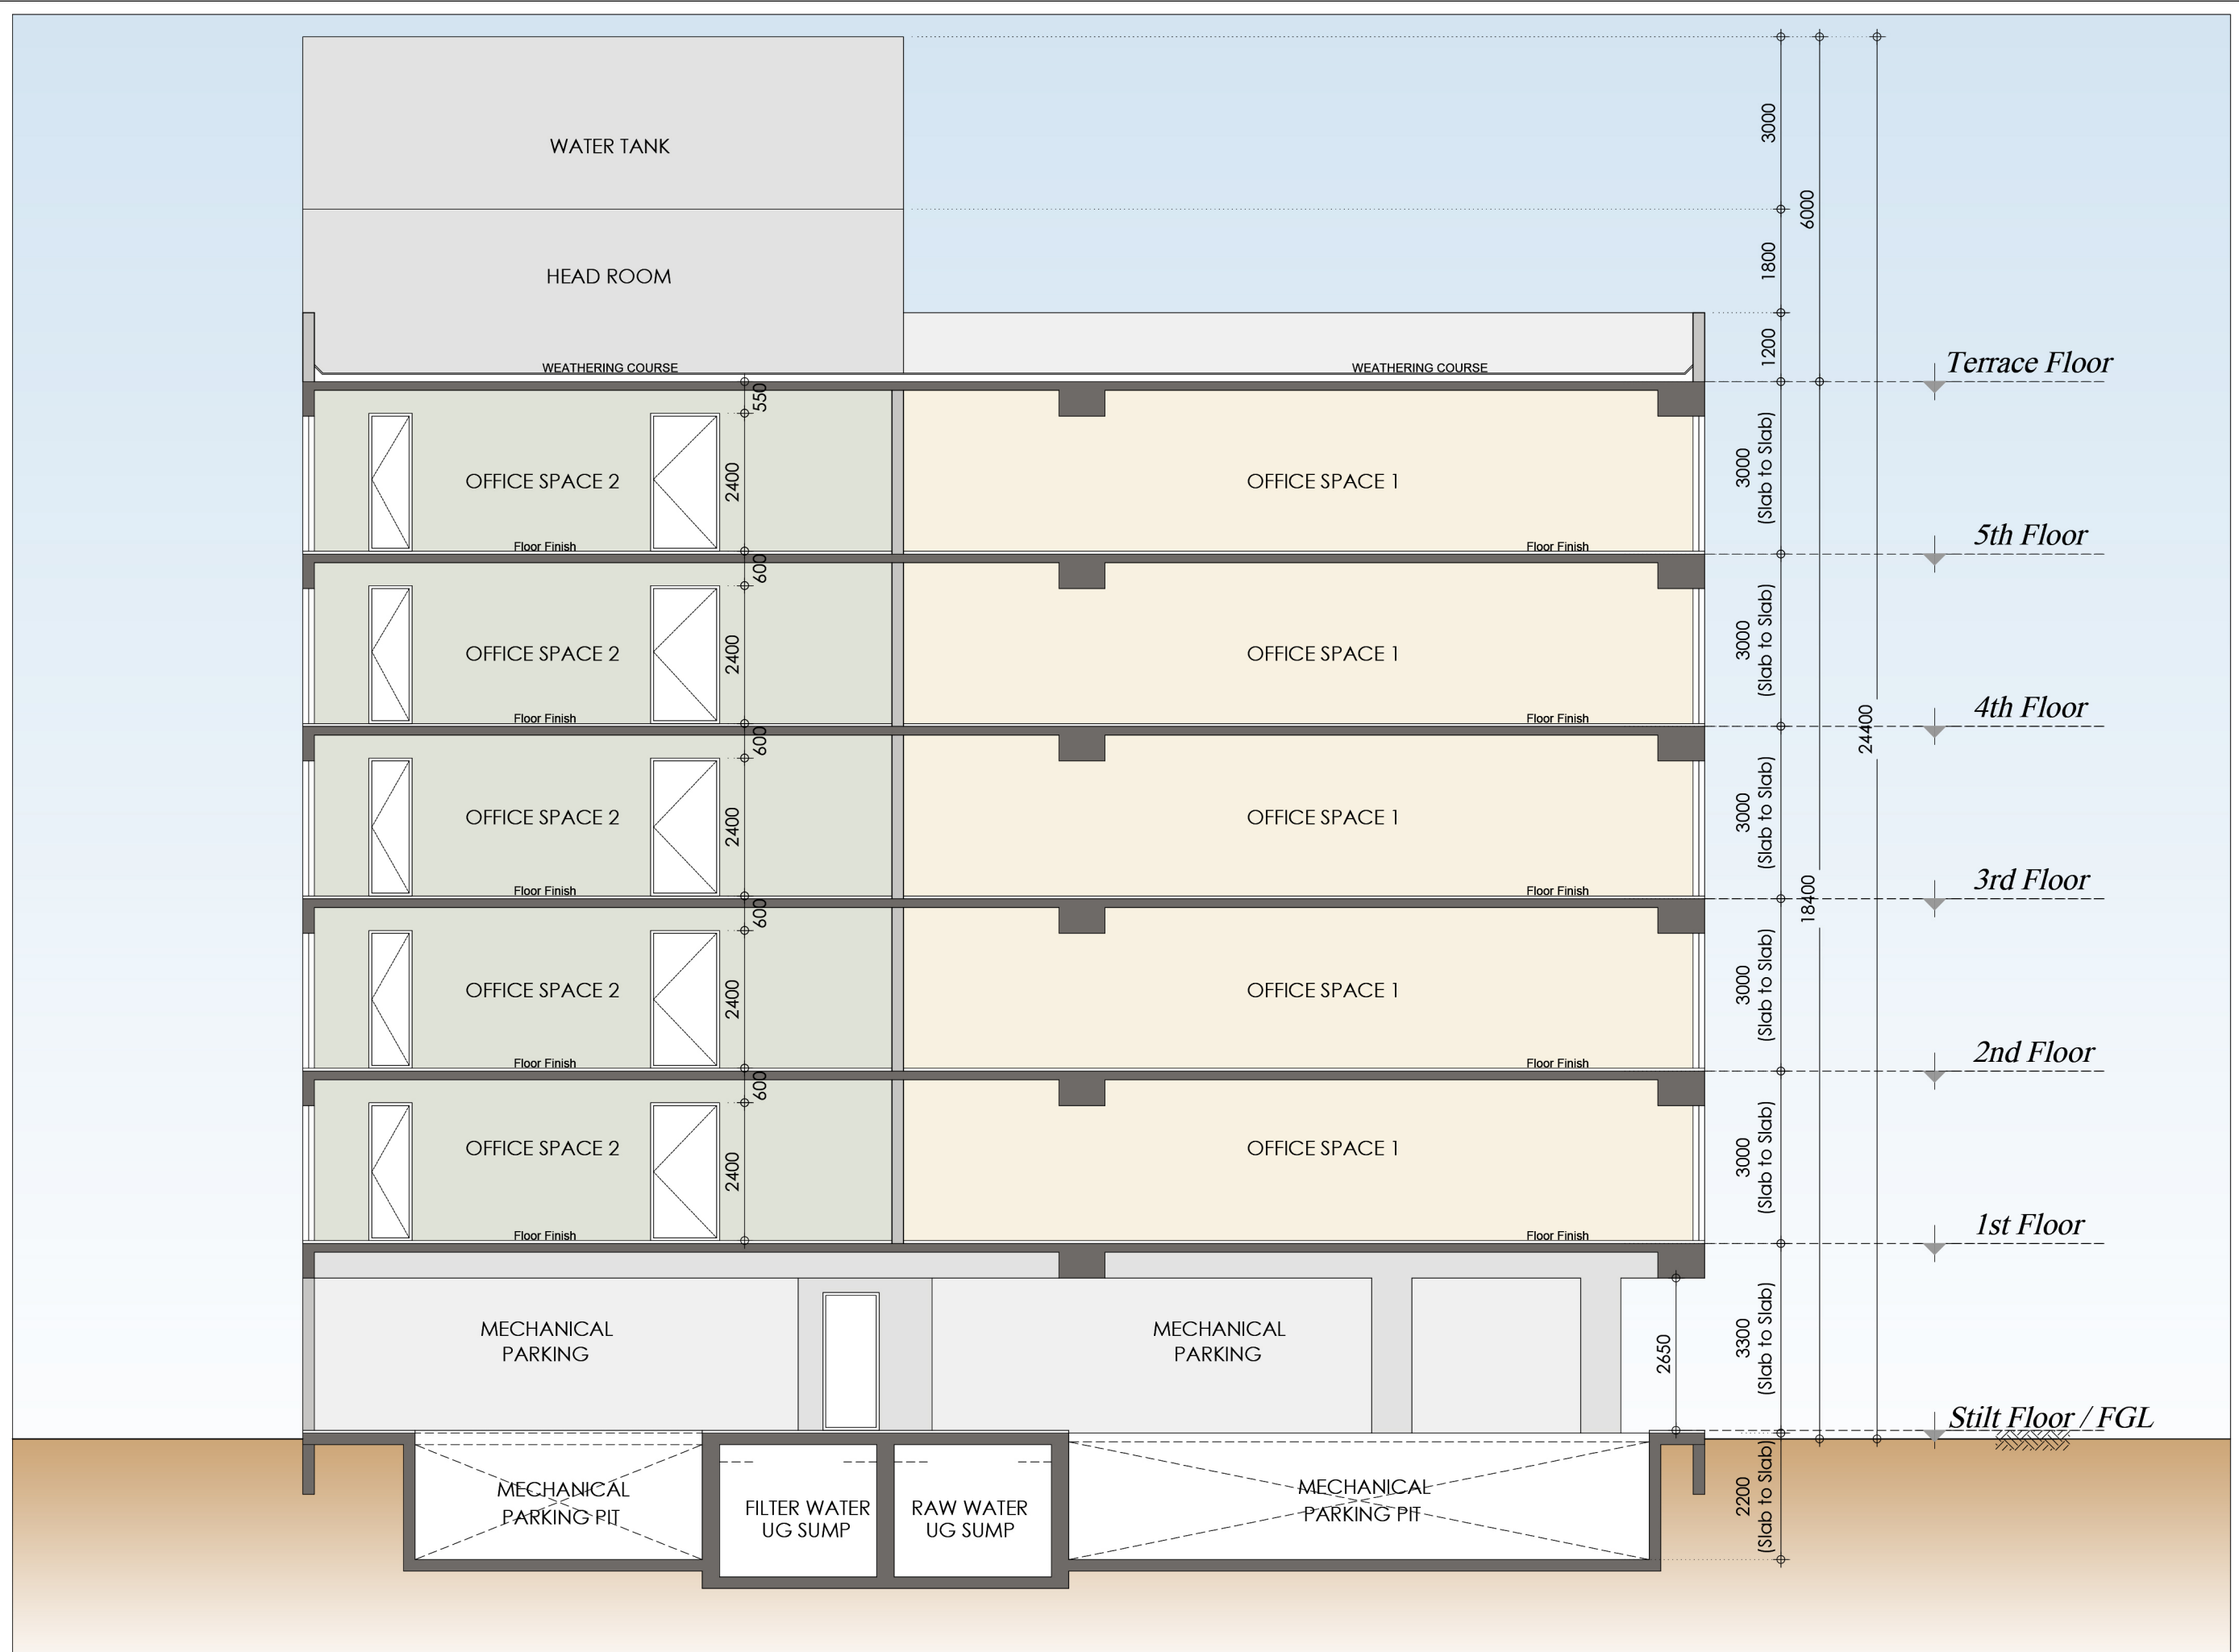 WATER TANK
3000
6000
HEAD ROOM
1800
1200
WEATHERING COURSE
WEATHERING COURSE
Terrace Floor
550
OFFICE SPACE 2
2400
OFFICE SPACE 1
3000
(Slab to Slab)
Floor Finish
Floor Finish
5th Floor
600
OFFICE SPACE 2
2400
OFFICE SPACE 1
3000
(Slab to Slab)
Floor Finish
Floor Finish
4th Floor
24400
600
OFFICE SPACE 2
2400
OFFICE SPACE 1
3000
(Slab to Slab)
Floor Finish
Floor Finish
3rd Floor
18400
600
OFFICE SPACE 2
2400
OFFICE SPACE 1
3000
(Slab to Slab)
Floor Finish
Floor Finish
2nd Floor
600
OFFICE SPACE 2
2400
OFFICE SPACE 1
3000
(Slab to Slab)
Floor Finish
Floor Finish
1st Floor
MECHANICAL
PARKING
MECHANICAL
PARKING
2650
3300
(Slab to Slab)
Stilt Floor / FGL
MECHANICAL
PARKING PIT
FILTER WATER
UG SUMP
RAW WATER
UG SUMP
MECHANICAL
PARKING PIT
2200
(Slab to Slab)